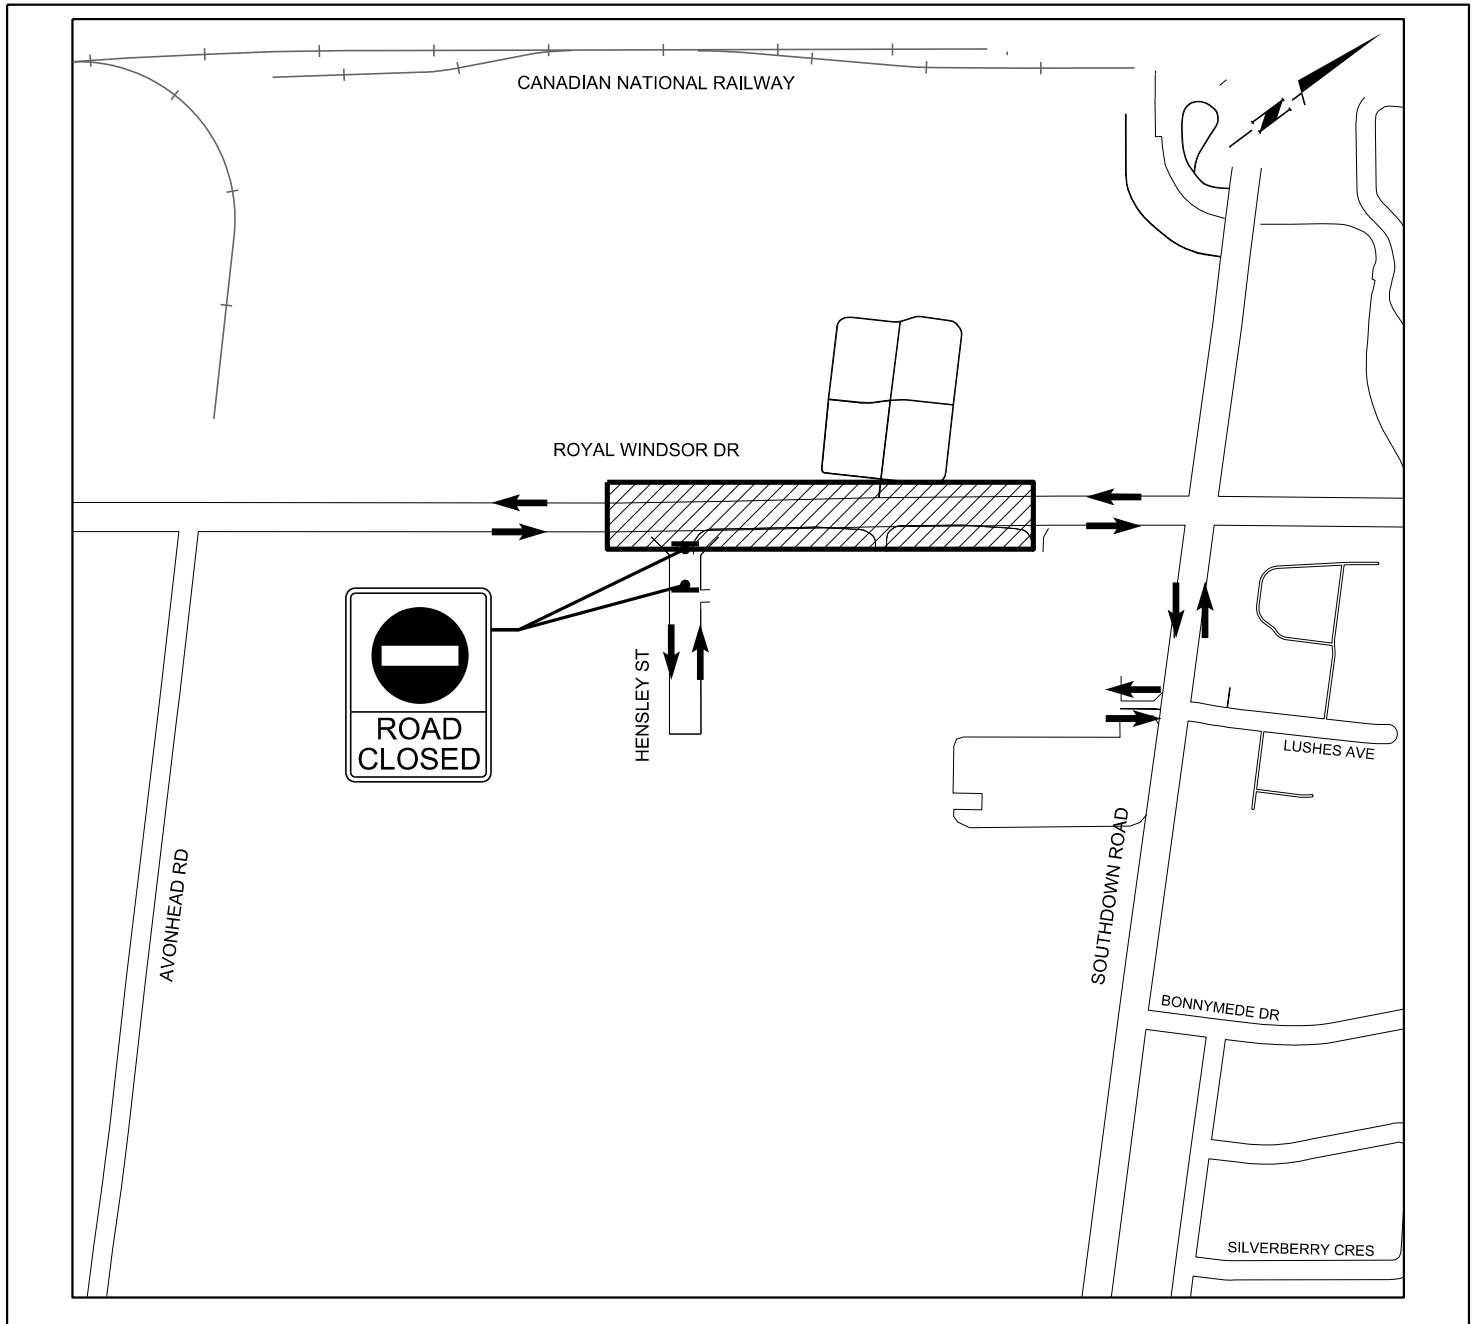 CANADIAN NATIONAL RAILWAY
N
ROYAL WINDSOR DR
ROAD
CLOSED
HENSLEY ST
LUSHES AVE
SOUTHDOWN ROAD
AVONHEAD RD
BONNYMEDE DR
SILVERBERRY CRES